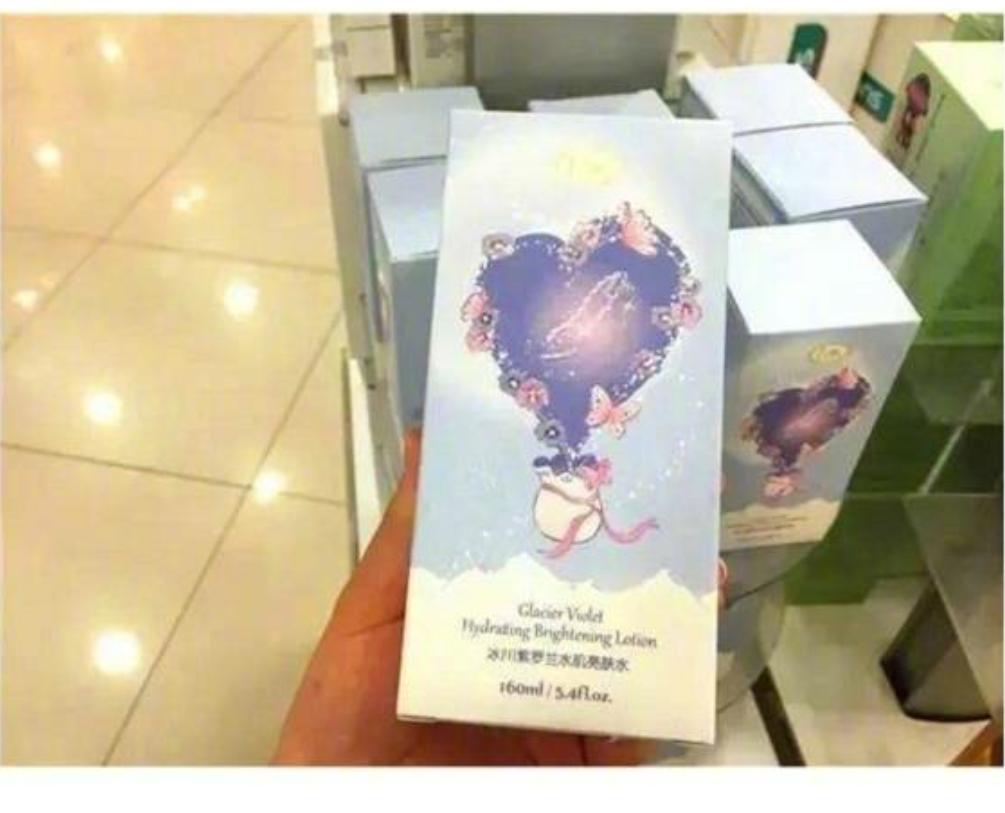 Glacier Violet
Hydrating Brightening Lotion
冰川紫罗兰水肌亮肤水
160ml / 5.4fl.oz.